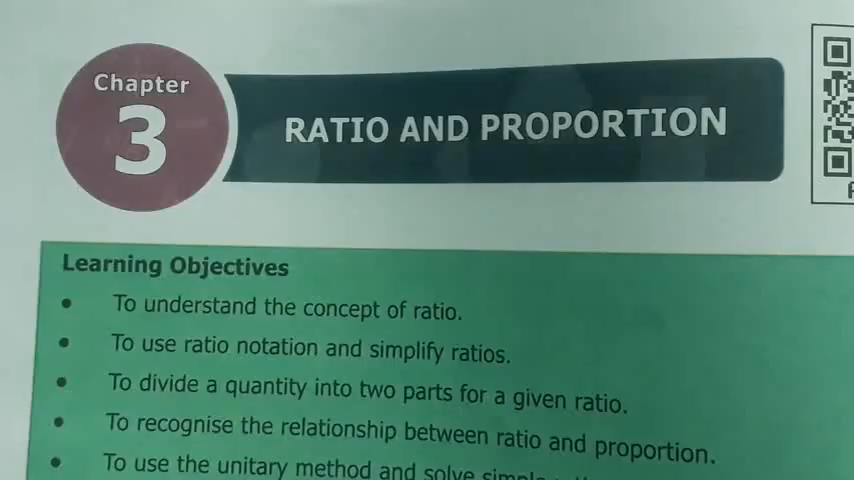 Chapter
3
RATIO AND PROPORTION
Learning Objectives
• To understand the concept of ratio.
• To use ratio notation and simplify ratios.
• To divide a quantity into two parts for a given ratio.
• To recognise the relationship between ratio and proportion.
• To use the unitary method and solve